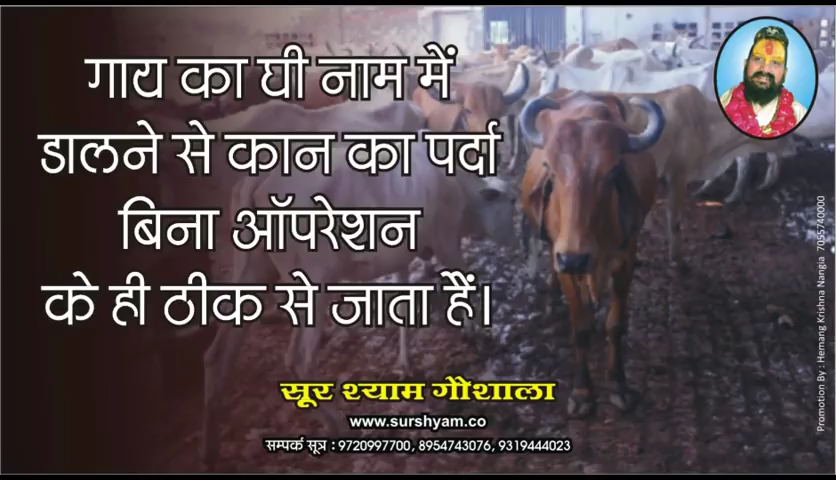 गाय का घी नाम में
डालने से कान का पर्दा
बिना ऑपरेशन
के ही ठीक से जाता हैं।
सूर श्याम गौशाला
www.surshyam.co
सम्पर्क सूत्र : 9720997700, 8954743076, 9319444023
Promotion By : Hemang Krishna Nangia 7055740000